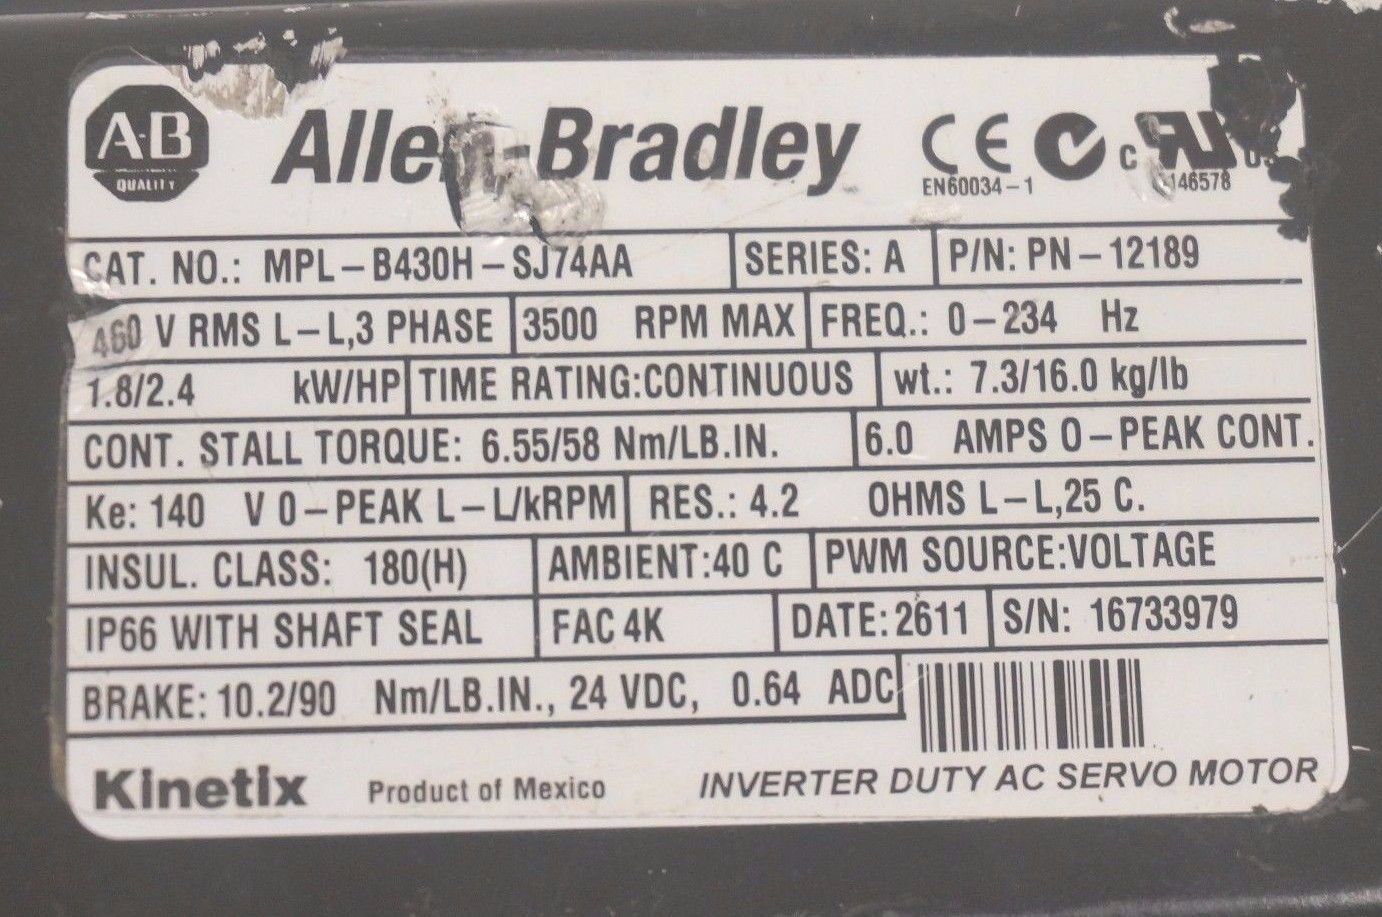 A-B
QUALITY
Allen-Bradley
CE
EN60034-1
C
146578
CAT. NO.: MPL-B430H-SJ74AA SERIES: A P/N: PN-12189
460 V RMS L-L,3 PHASE 3500 RPM MAX FREQ.: 0-234 Hz
1.8/2.4 kW/HP TIME RATING:CONTINUOUS wt.: 7.3/16.0 kg/lb
CONT. STALL TORQUE: 6.55/58 Nm/LB.IN. 6.0 AMPS 0-PEAK CONT.
Ke: 140 V 0-PEAK L-L/kRPM RES.: 4.2 OHMS L-L,25 C.
INSUL. CLASS: 180(H) AMBIENT:40 C PWM SOURCE:VOLTAGE
IP66 WITH SHAFT SEAL FAC 4K DATE:2611 S/N: 16733979
BRAKE: 10.2/90 Nm/LB.IN., 24 VDC, 0.64 ADC
Kinetix Product of Mexico INVERTER DUTY AC SERVO MOTOR